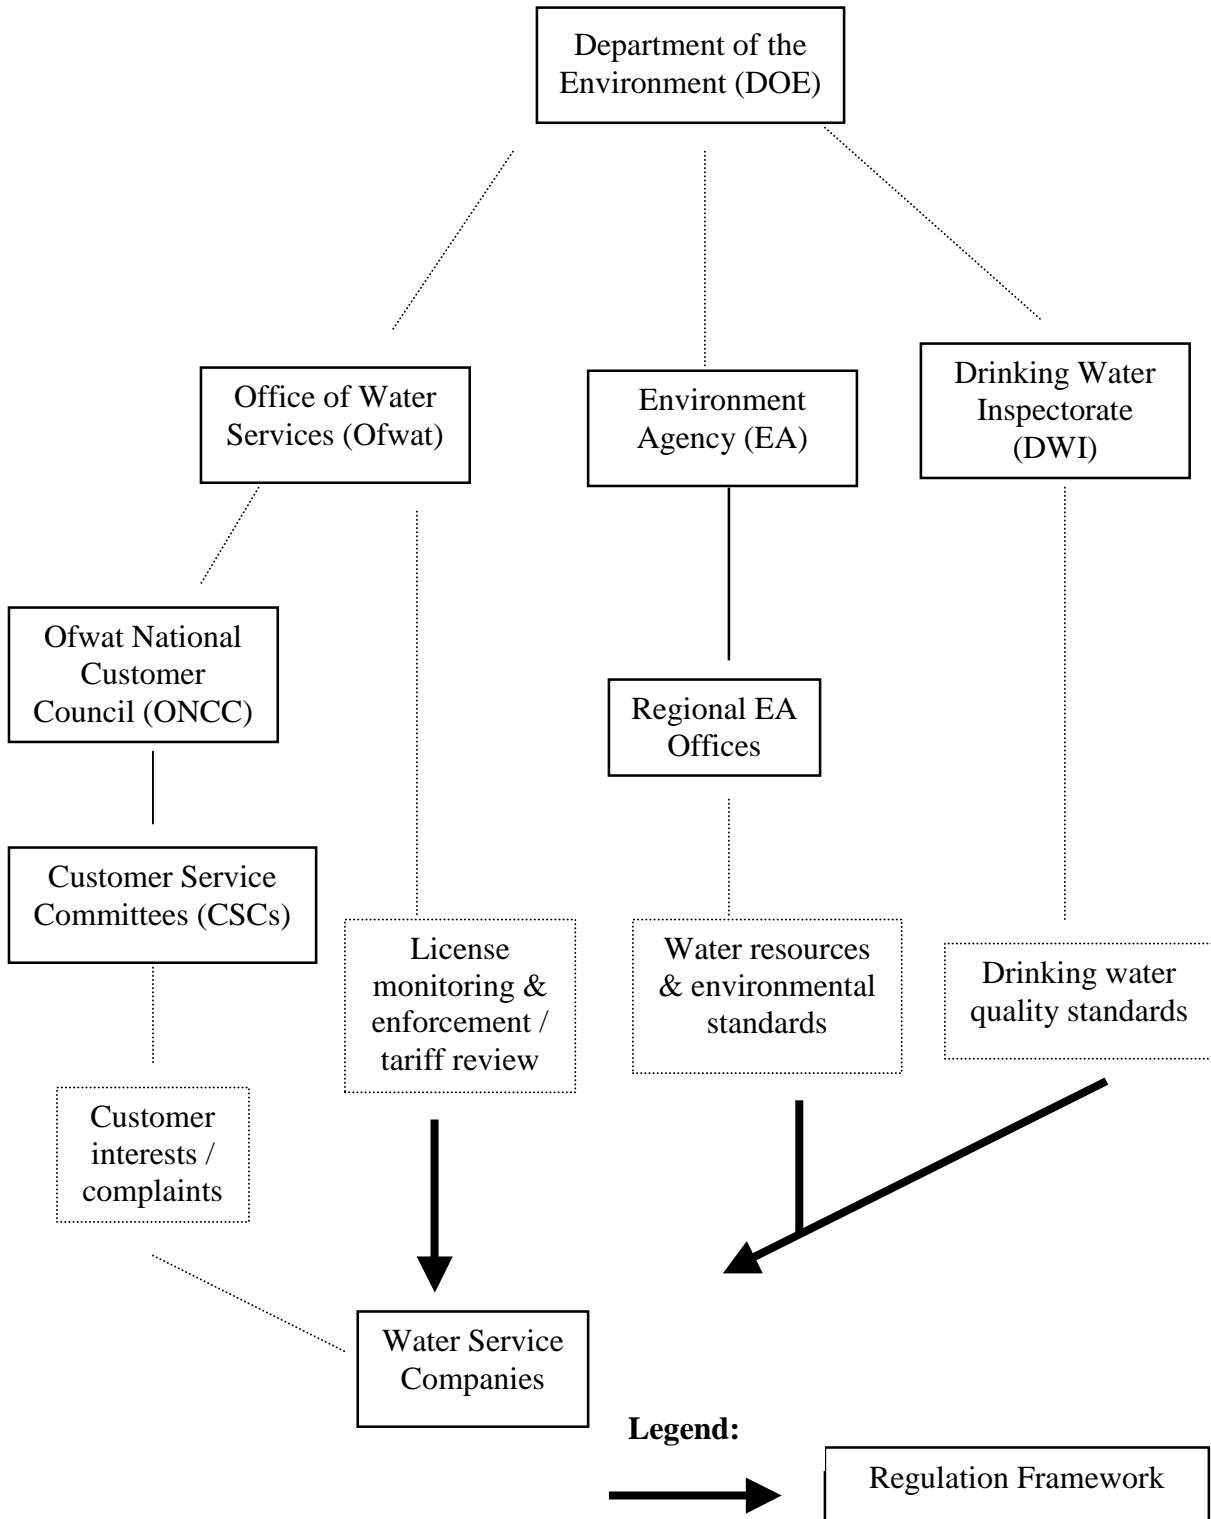 Department of the
Environment (DOE)
Office of Water
Services (Ofwat)
Environment
Agency (EA)
Drinking Water
Inspectorate
(DWI)
Ofwat National
Customer
Council (ONCC)
Regional EA
Offices
Customer Service
Committees (CSCs)
License
monitoring &
enforcement /
tariff review
Water resources
& environmental
standards
Drinking water
quality standards
Customer
interests /
complaints
Water Service
Companies
Legend:
Regulation Framework